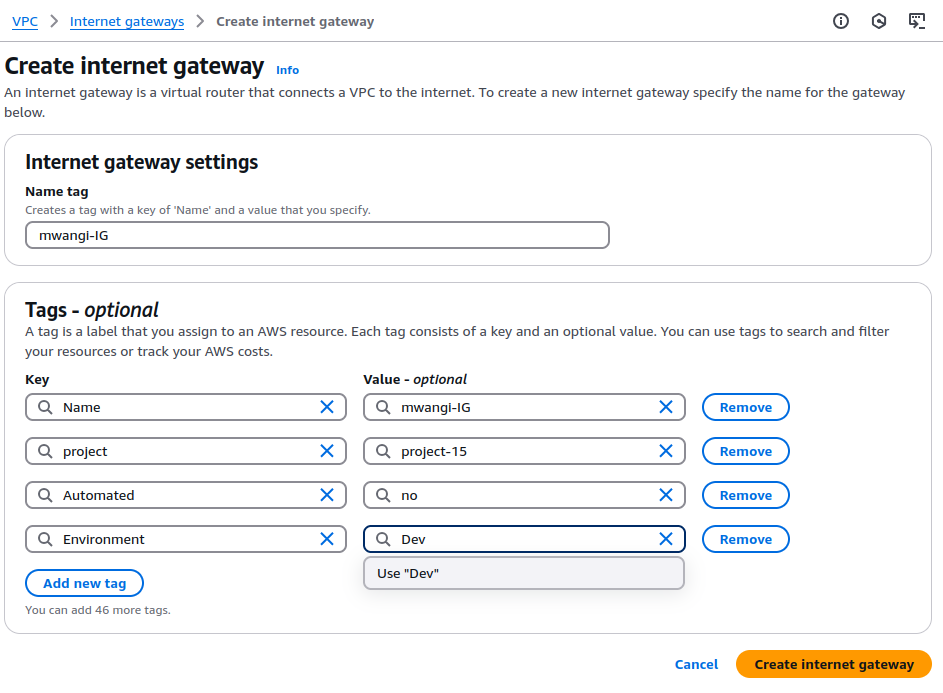 VPC > Internet gateways > Create internet gateway
Create internet gateway Info
An internet gateway is a virtual router that connects a VPC to the internet. To create a new internet gateway specify the name for the gateway
below.
Internet gateway settings
Name tag
Creates a tag with a key of 'Name' and a value that you specify.
mwangi-IG
Tags - optional
A tag is a label that you assign to an AWS resource. Each tag consists of a key and an optional value. You can use tags to search and filter
your resources or track your AWS costs.
Key Value - optional
Name mwangi-IG Remove
project project-15 Remove
Automated no Remove
Environment Dev Remove
Use "Dev"
Add new tag
You can add 46 more tags.
Cancel Create internet gateway